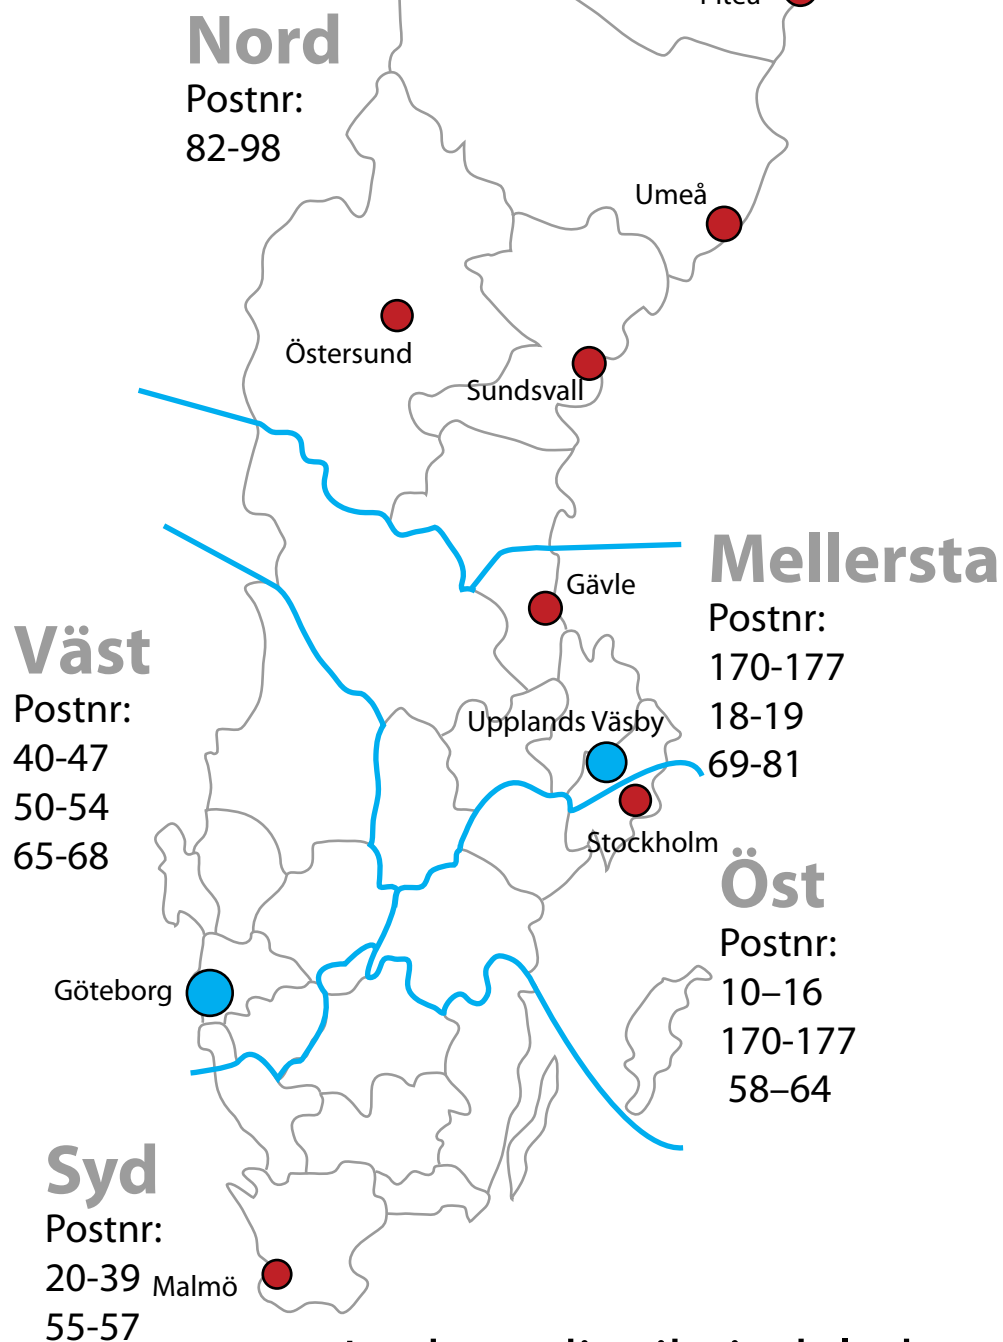 Nord
Postnr:
82-98
Umeå
Östersund
Sundsvall
Mellersta
Postnr:
170-177
18-19
69-81
Gävle
Väst
Postnr:
40-47
50-54
65-68
Upplands Väsby
Stockholm
Öst
Postnr:
10–16
170-177
58–64
Göteborg
Syd
Postnr:
20-39
55-57
Malmö